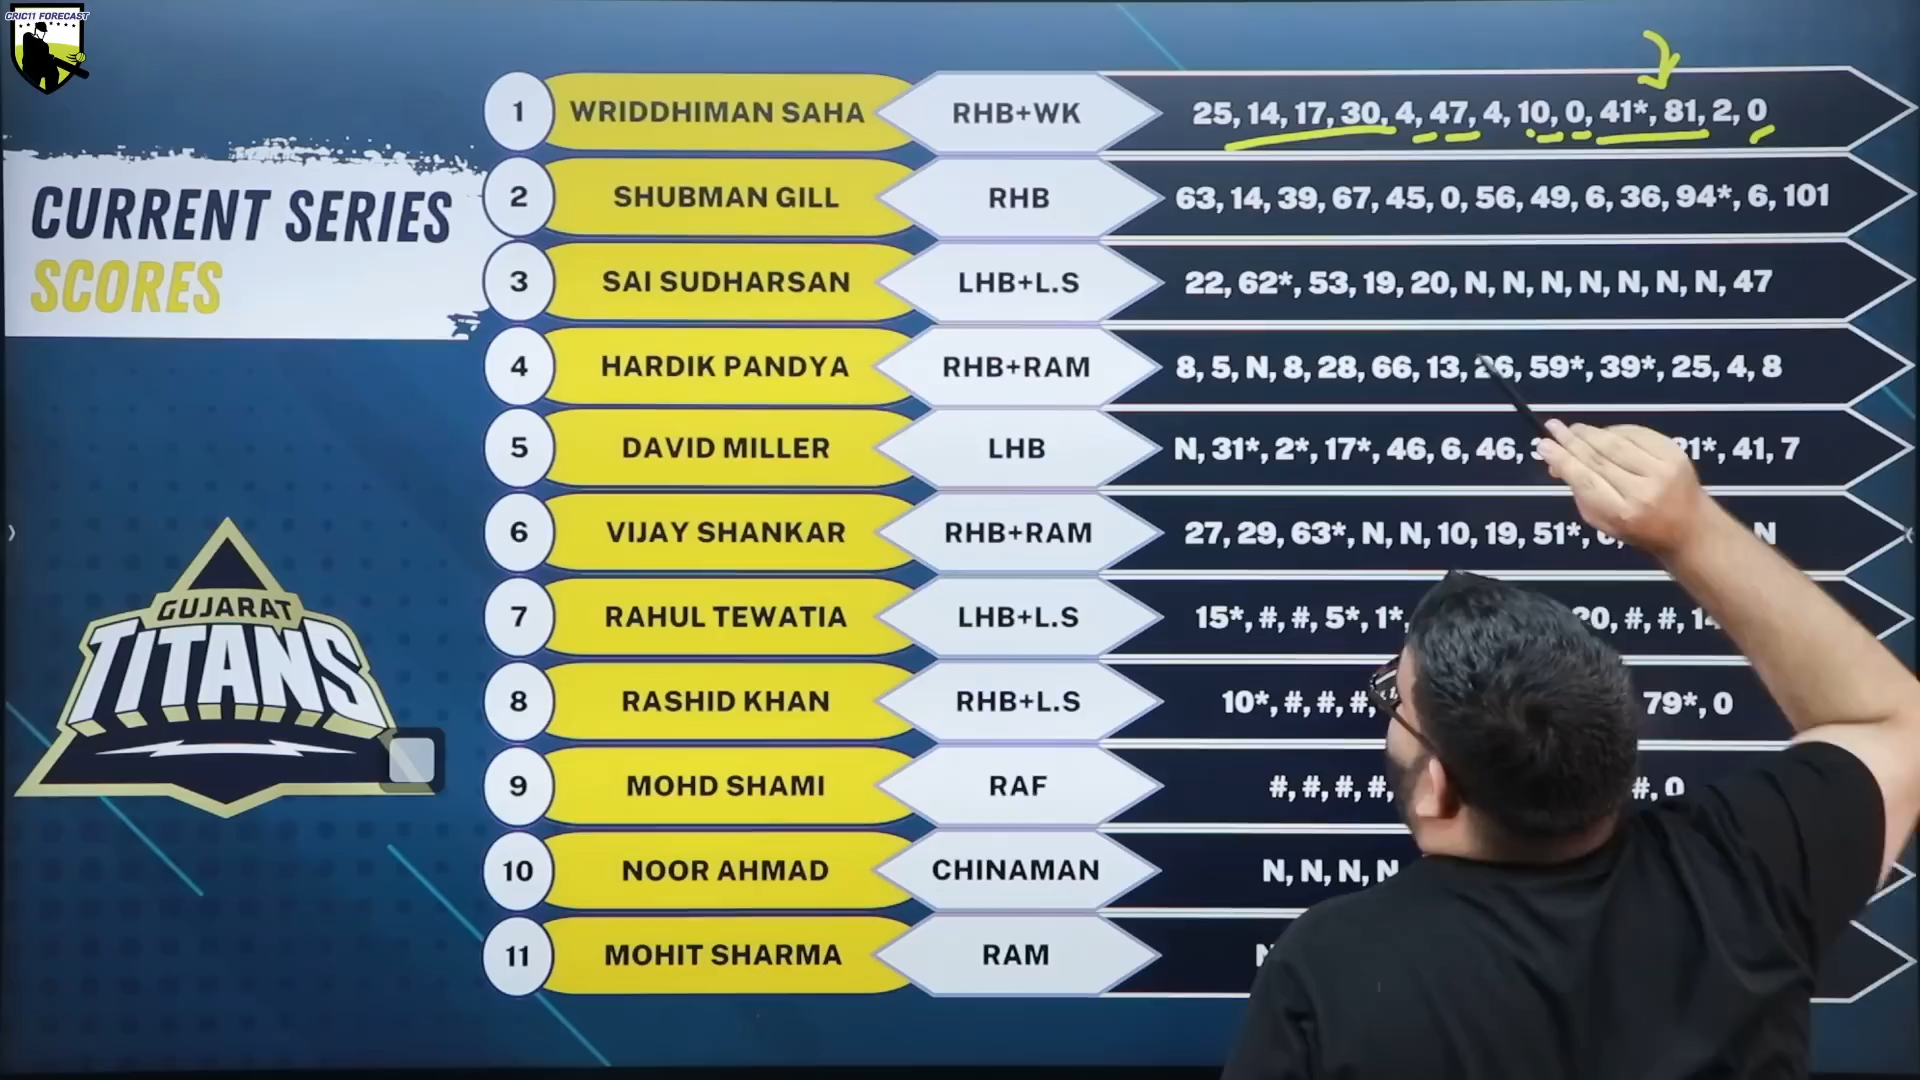 CRIC11 FORECAST
CURRENT SERIES
SCORES
GUJARAT
TITANS
1 WRIDDHIMAN SAHA RHB+WK 25, 14, 17, 30, 4, 47, 4, 10, 0, 41*, 81, 2, 0
2 SHUBMAN GILL RHB 63, 14, 39, 67, 45, 0, 56, 49, 6, 36, 94*, 6, 101
3 SAI SUDHARSAN LHB+L.S 22, 62*, 53, 19, 20, N, N, N, N, N, N, N, 47
4 HARDIK PANDYA RHB+RAM 8, 5, N, 8, 28, 66, 13, 26, 59*, 39*, 25, 4, 8
5 DAVID MILLER LHB N, 31*, 2*, 17*, 46, 6, 46, 41, 7
6 VIJAY SHANKAR RHB+RAM 27, 29, 63*, N, N, 10, 19, 51*, N
7 RAHUL TEWATIA LHB+L.S 15*, #, #, 5*, 1*, #, #,
8 RASHID KHAN RHB+L.S 10*, #, #, #, 79*, 0
9 MOHD SHAMI RAF #, #, #, #, #, 0
10 NOOR AHMAD CHINAMAN N, N, N, N
11 MOHIT SHARMA RAM